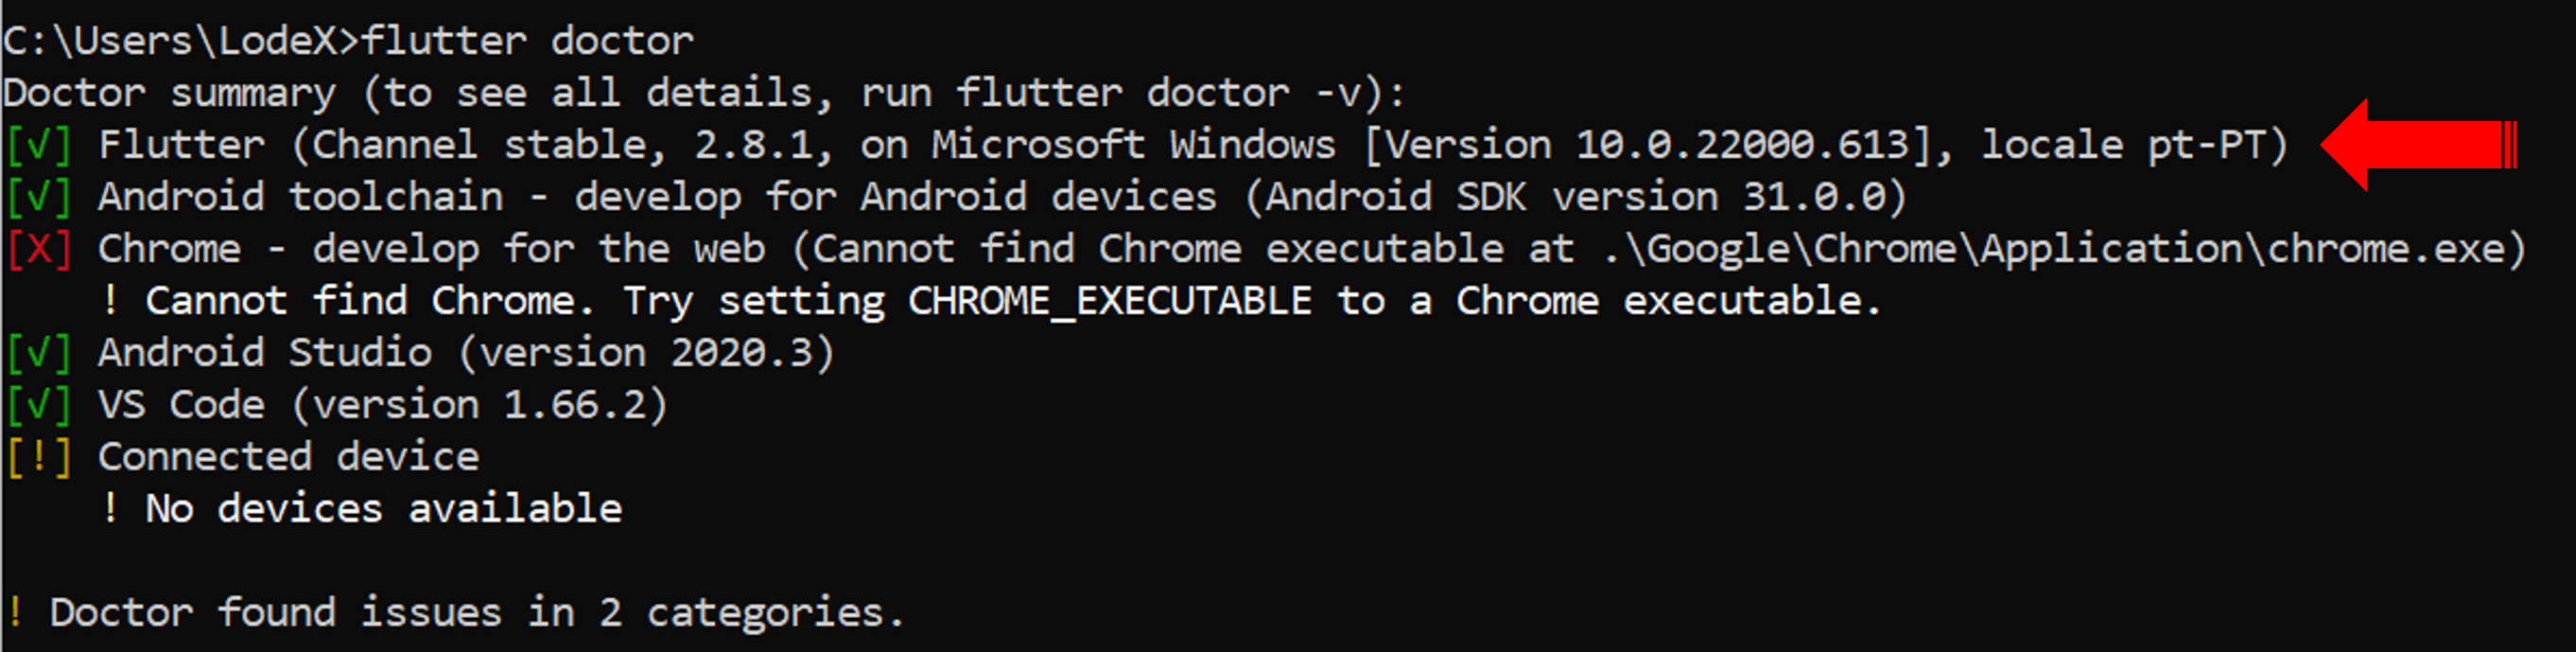 C:\Users\LodeX>flutter doctor
Doctor summary (to see all details, run flutter doctor -v):
[√] Flutter (Channel stable, 2.8.1, on Microsoft Windows [Version 10.0.22000.613], locale pt-PT)
[√] Android toolchain - develop for Android devices (Android SDK version 31.0.0)
[X] Chrome - develop for the web (Cannot find Chrome executable at .\Google\Chrome\Application\chrome.exe)
    ! Cannot find Chrome. Try setting CHROME_EXECUTABLE to a Chrome executable.
[√] Android Studio (version 2020.3)
[√] VS Code (version 1.66.2)
[!] Connected device
    ! No devices available
! Doctor found issues in 2 categories.